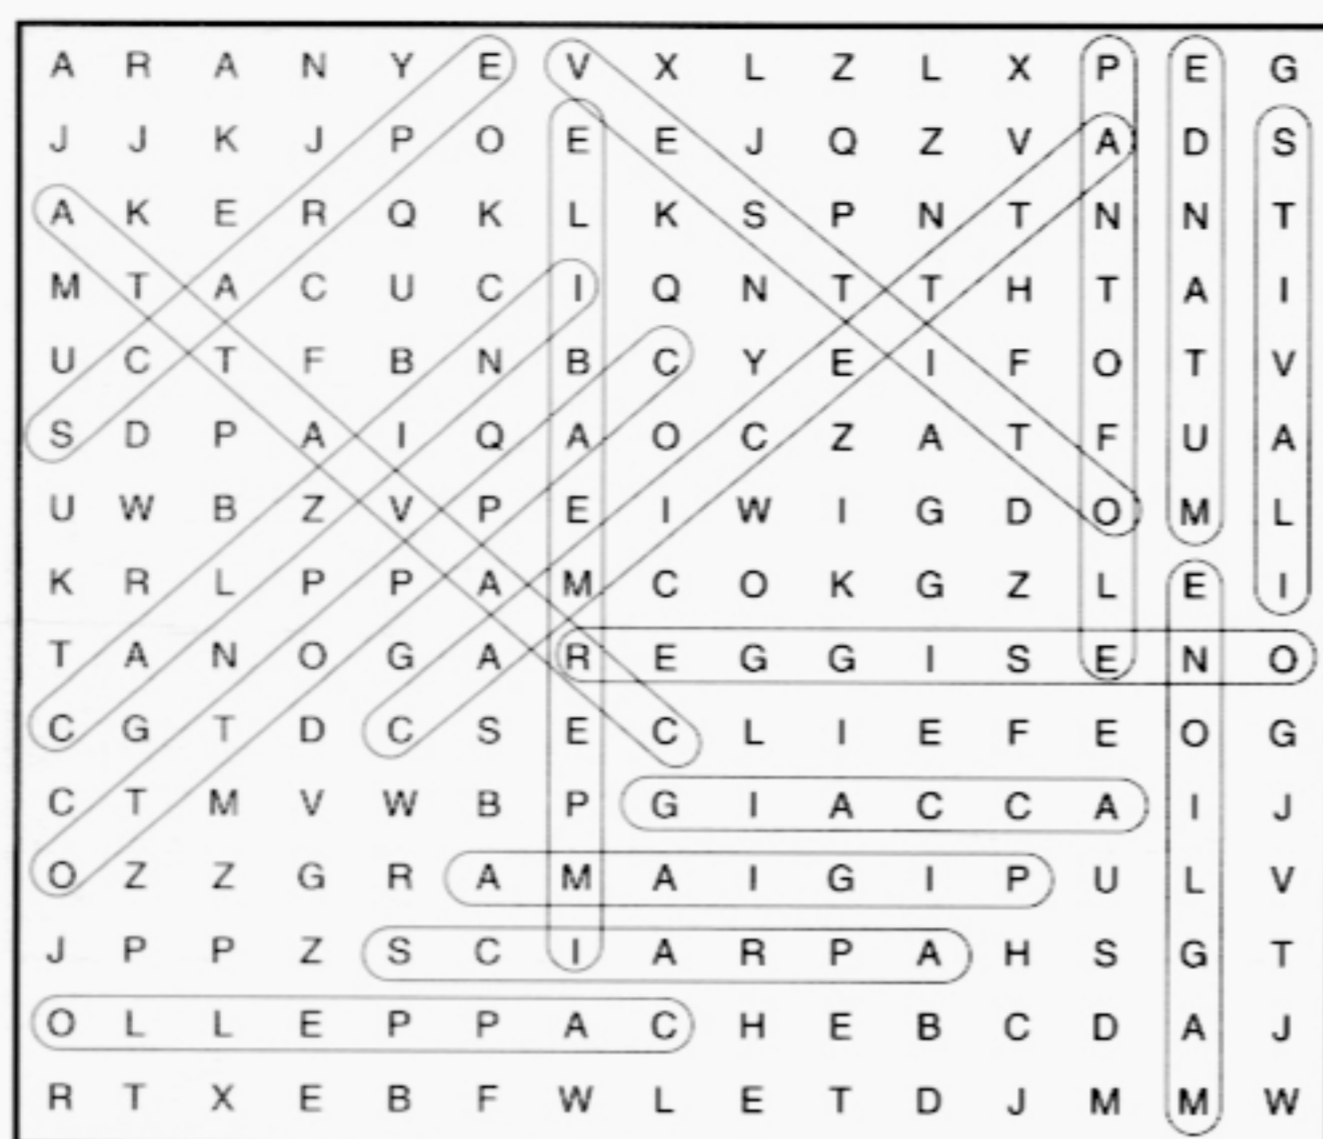 A R A N Y E V X L Z L X P E G
J J K J P O E E J Q Z V A D S
A K E R Q K L K S P N T N N T
M T A C U C I Q N T T H T A I
U C T F B N B C Y E I F O T V
S D P A I Q A O C Z A T F U A
U W B Z V P E I W I G D O M L
K R L P P A M C O K G Z L E I
T A N O G A R E G G I S E N O
C G T D C S E C L I E F E O G
C T M V W B P G I A C C A I J
O Z Z G R A M A I G I P U L V
J P P Z S C I A R P A H S G T
O L L E P P A C H E B C D A J
R T X E B F W L E T D J M M W